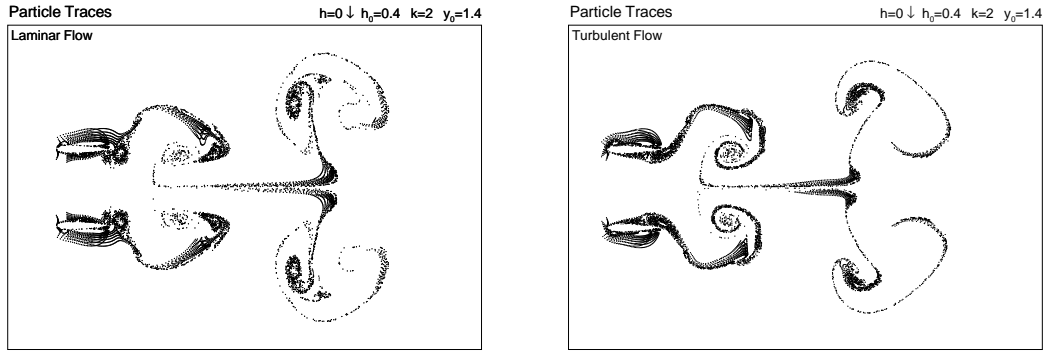 Particle Traces h=0↓ h₀=0.4 k=2 y₀=1.4
Laminar Flow
Particle Traces h=0↓ h₀=0.4 k=2 y₀=1.4
Turbulent Flow